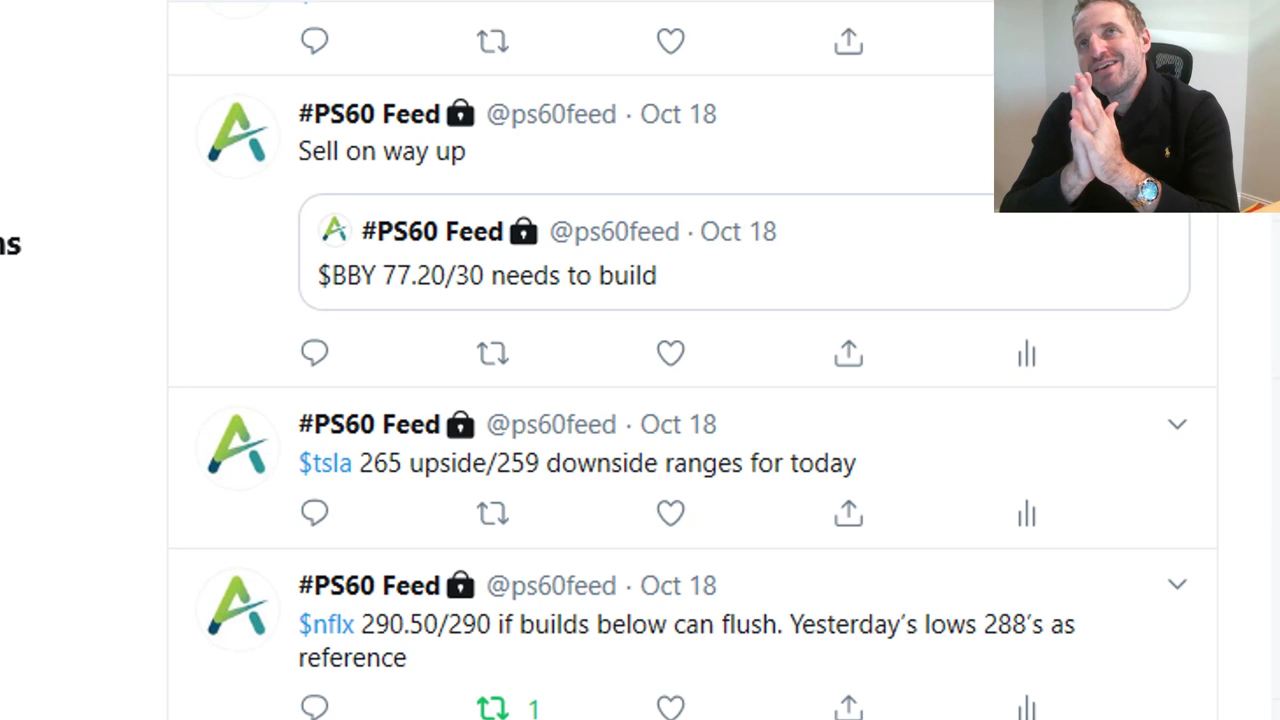 #PS60 Feed @ps60feed · Oct 18
Sell on way up
#PS60 Feed @ps60feed · Oct 18
$BBY 77.20/30 needs to build
ns
#PS60 Feed @ps60feed · Oct 18
$tsla 265 upside/259 downside ranges for today
#PS60 Feed @ps60feed · Oct 18
$nflx 290.50/290 if builds below can flush. Yesterday's lows 288's as
reference
1